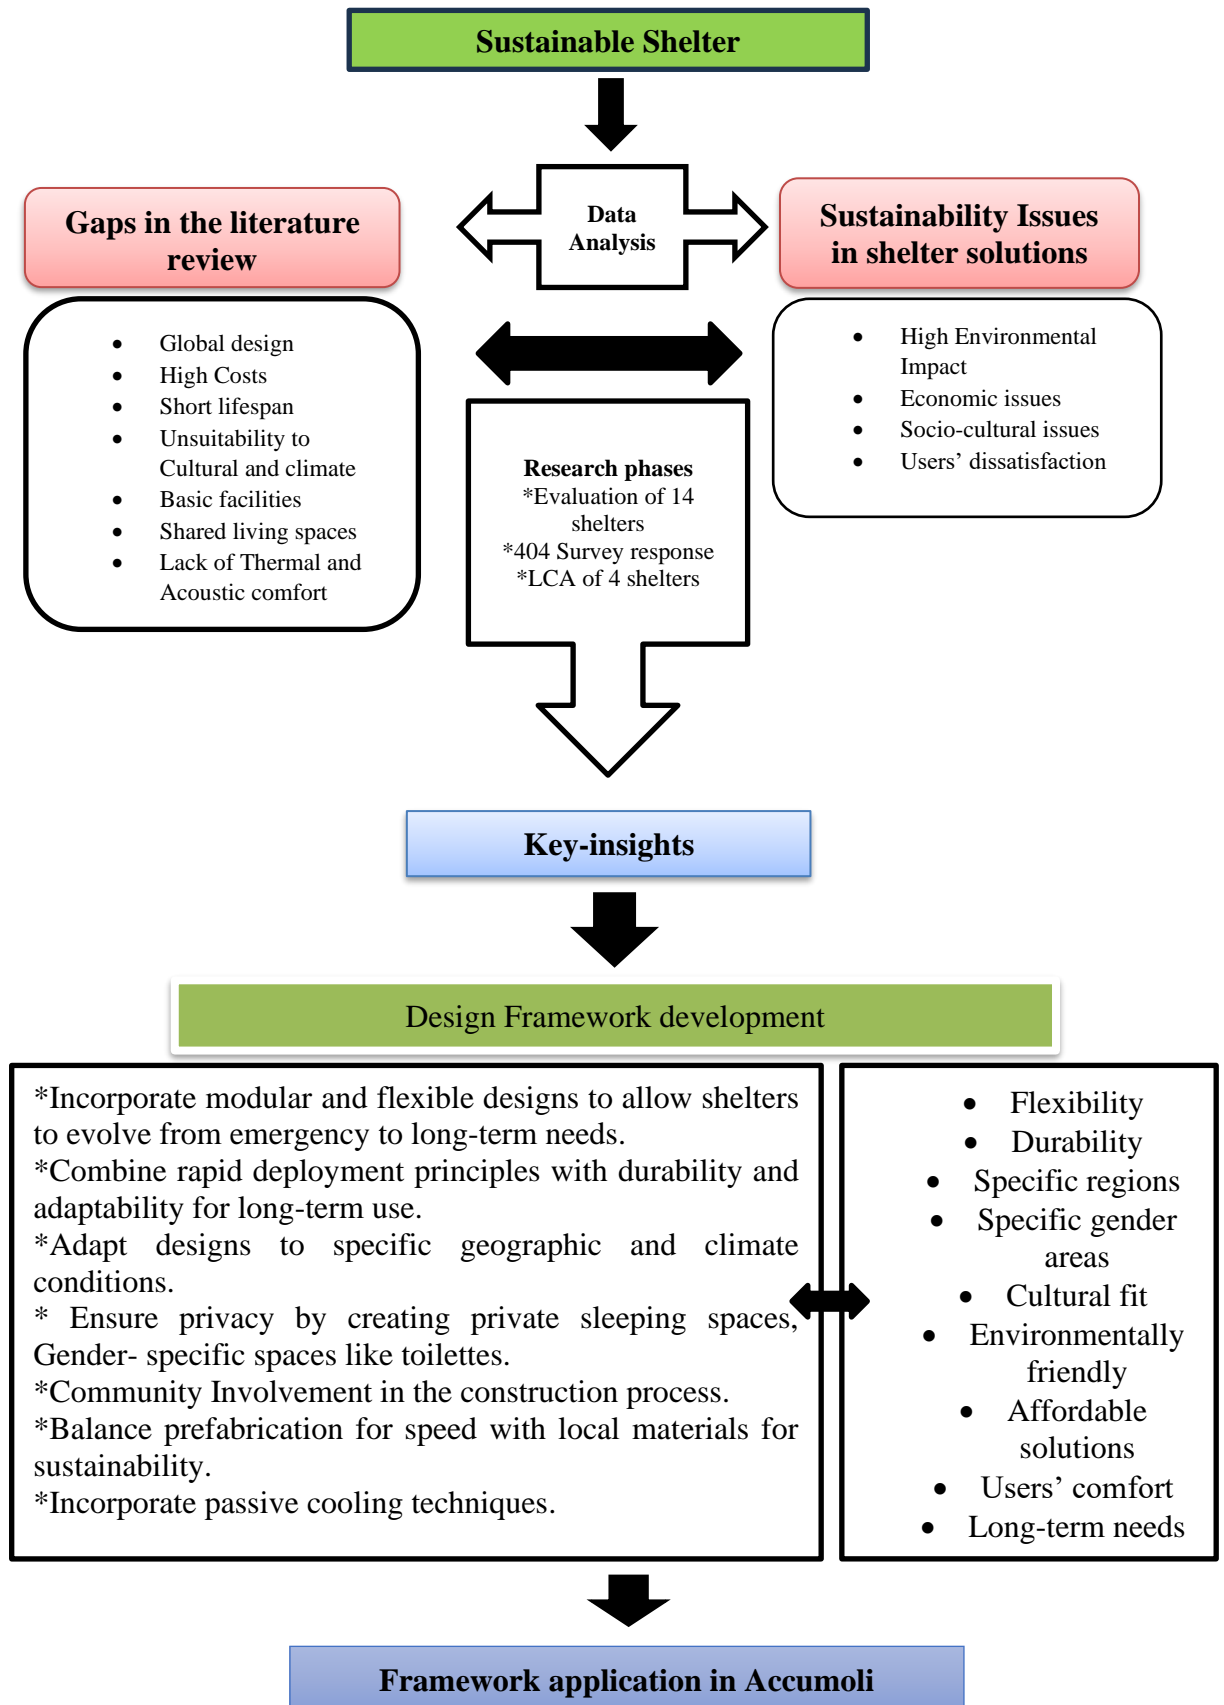 Sustainable Shelter
Data
Analysis
Gaps in the literature
review
Sustainability Issues
in shelter solutions
• Global design
• High Costs
• Short lifespan
• Unsuitability to
Cultural and climate
• Basic facilities
• Shared living spaces
• Lack of Thermal and
Acoustic comfort
• High Environmental
Impact
• Economic issues
• Socio-cultural issues
• Users’ dissatisfaction
Research phases
*Evaluation of 14
shelters
*404 Survey response
*LCA of 4 shelters
Key-insights
Design Framework development
*Incorporate modular and flexible designs to allow shelters
to evolve from emergency to long-term needs.
*Combine rapid deployment principles with durability and
adaptability for long-term use.
*Adapt designs to specific geographic and climate
conditions.
* Ensure privacy by creating private sleeping spaces,
Gender- specific spaces like toilettes.
*Community Involvement in the construction process.
*Balance prefabrication for speed with local materials for
sustainability.
*Incorporate passive cooling techniques.
• Flexibility
• Durability
• Specific regions
• Specific gender
areas
• Cultural fit
• Environmentally
friendly
• Affordable
solutions
• Users’ comfort
• Long-term needs
Framework application in Accumoli